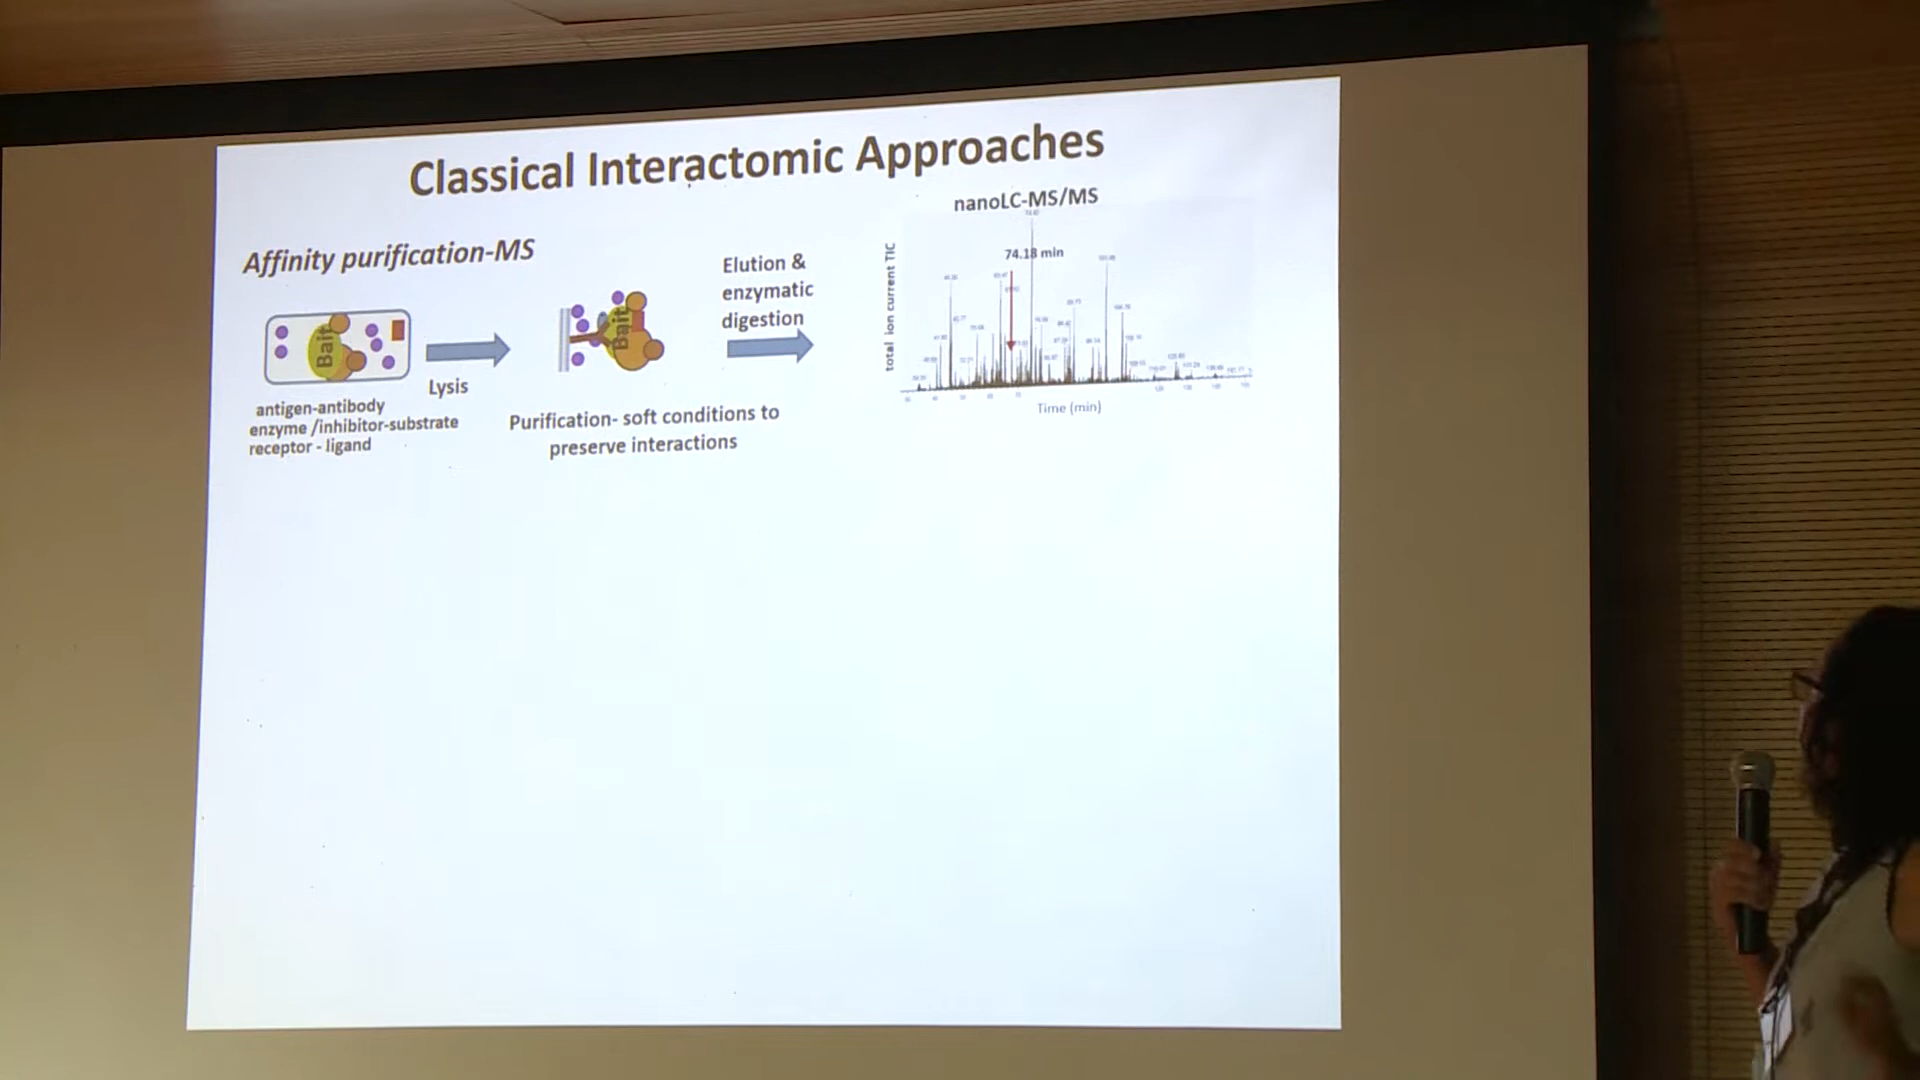 Classical Interactomic Approaches
Affinity purification-MS
Bait
Lysis
antigen-antibody
enzyme /inhibitor-substrate
receptor - ligand
Bait
Purification- soft conditions to
preserve interactions
Elution &
enzymatic
digestion
nanoLC-MS/MS
74.18 min
total ion current TIC
Time (min)